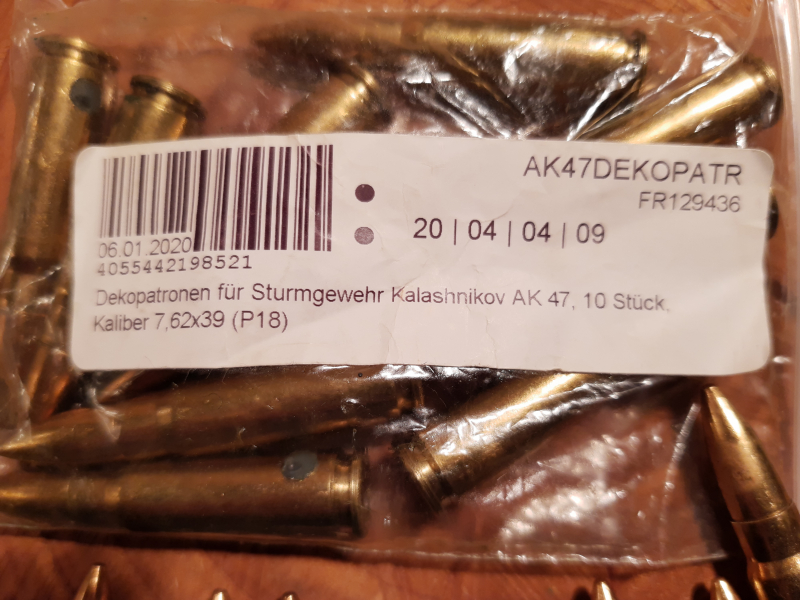 AK47DEKOPATR
FR129436
20 | 04 | 04 | 09
06.01.2020
4055442198521
Dekopatronen für Sturmgewehr Kalashnikov AK 47, 10 Stück,
Kaliber 7,62x39 (P18)